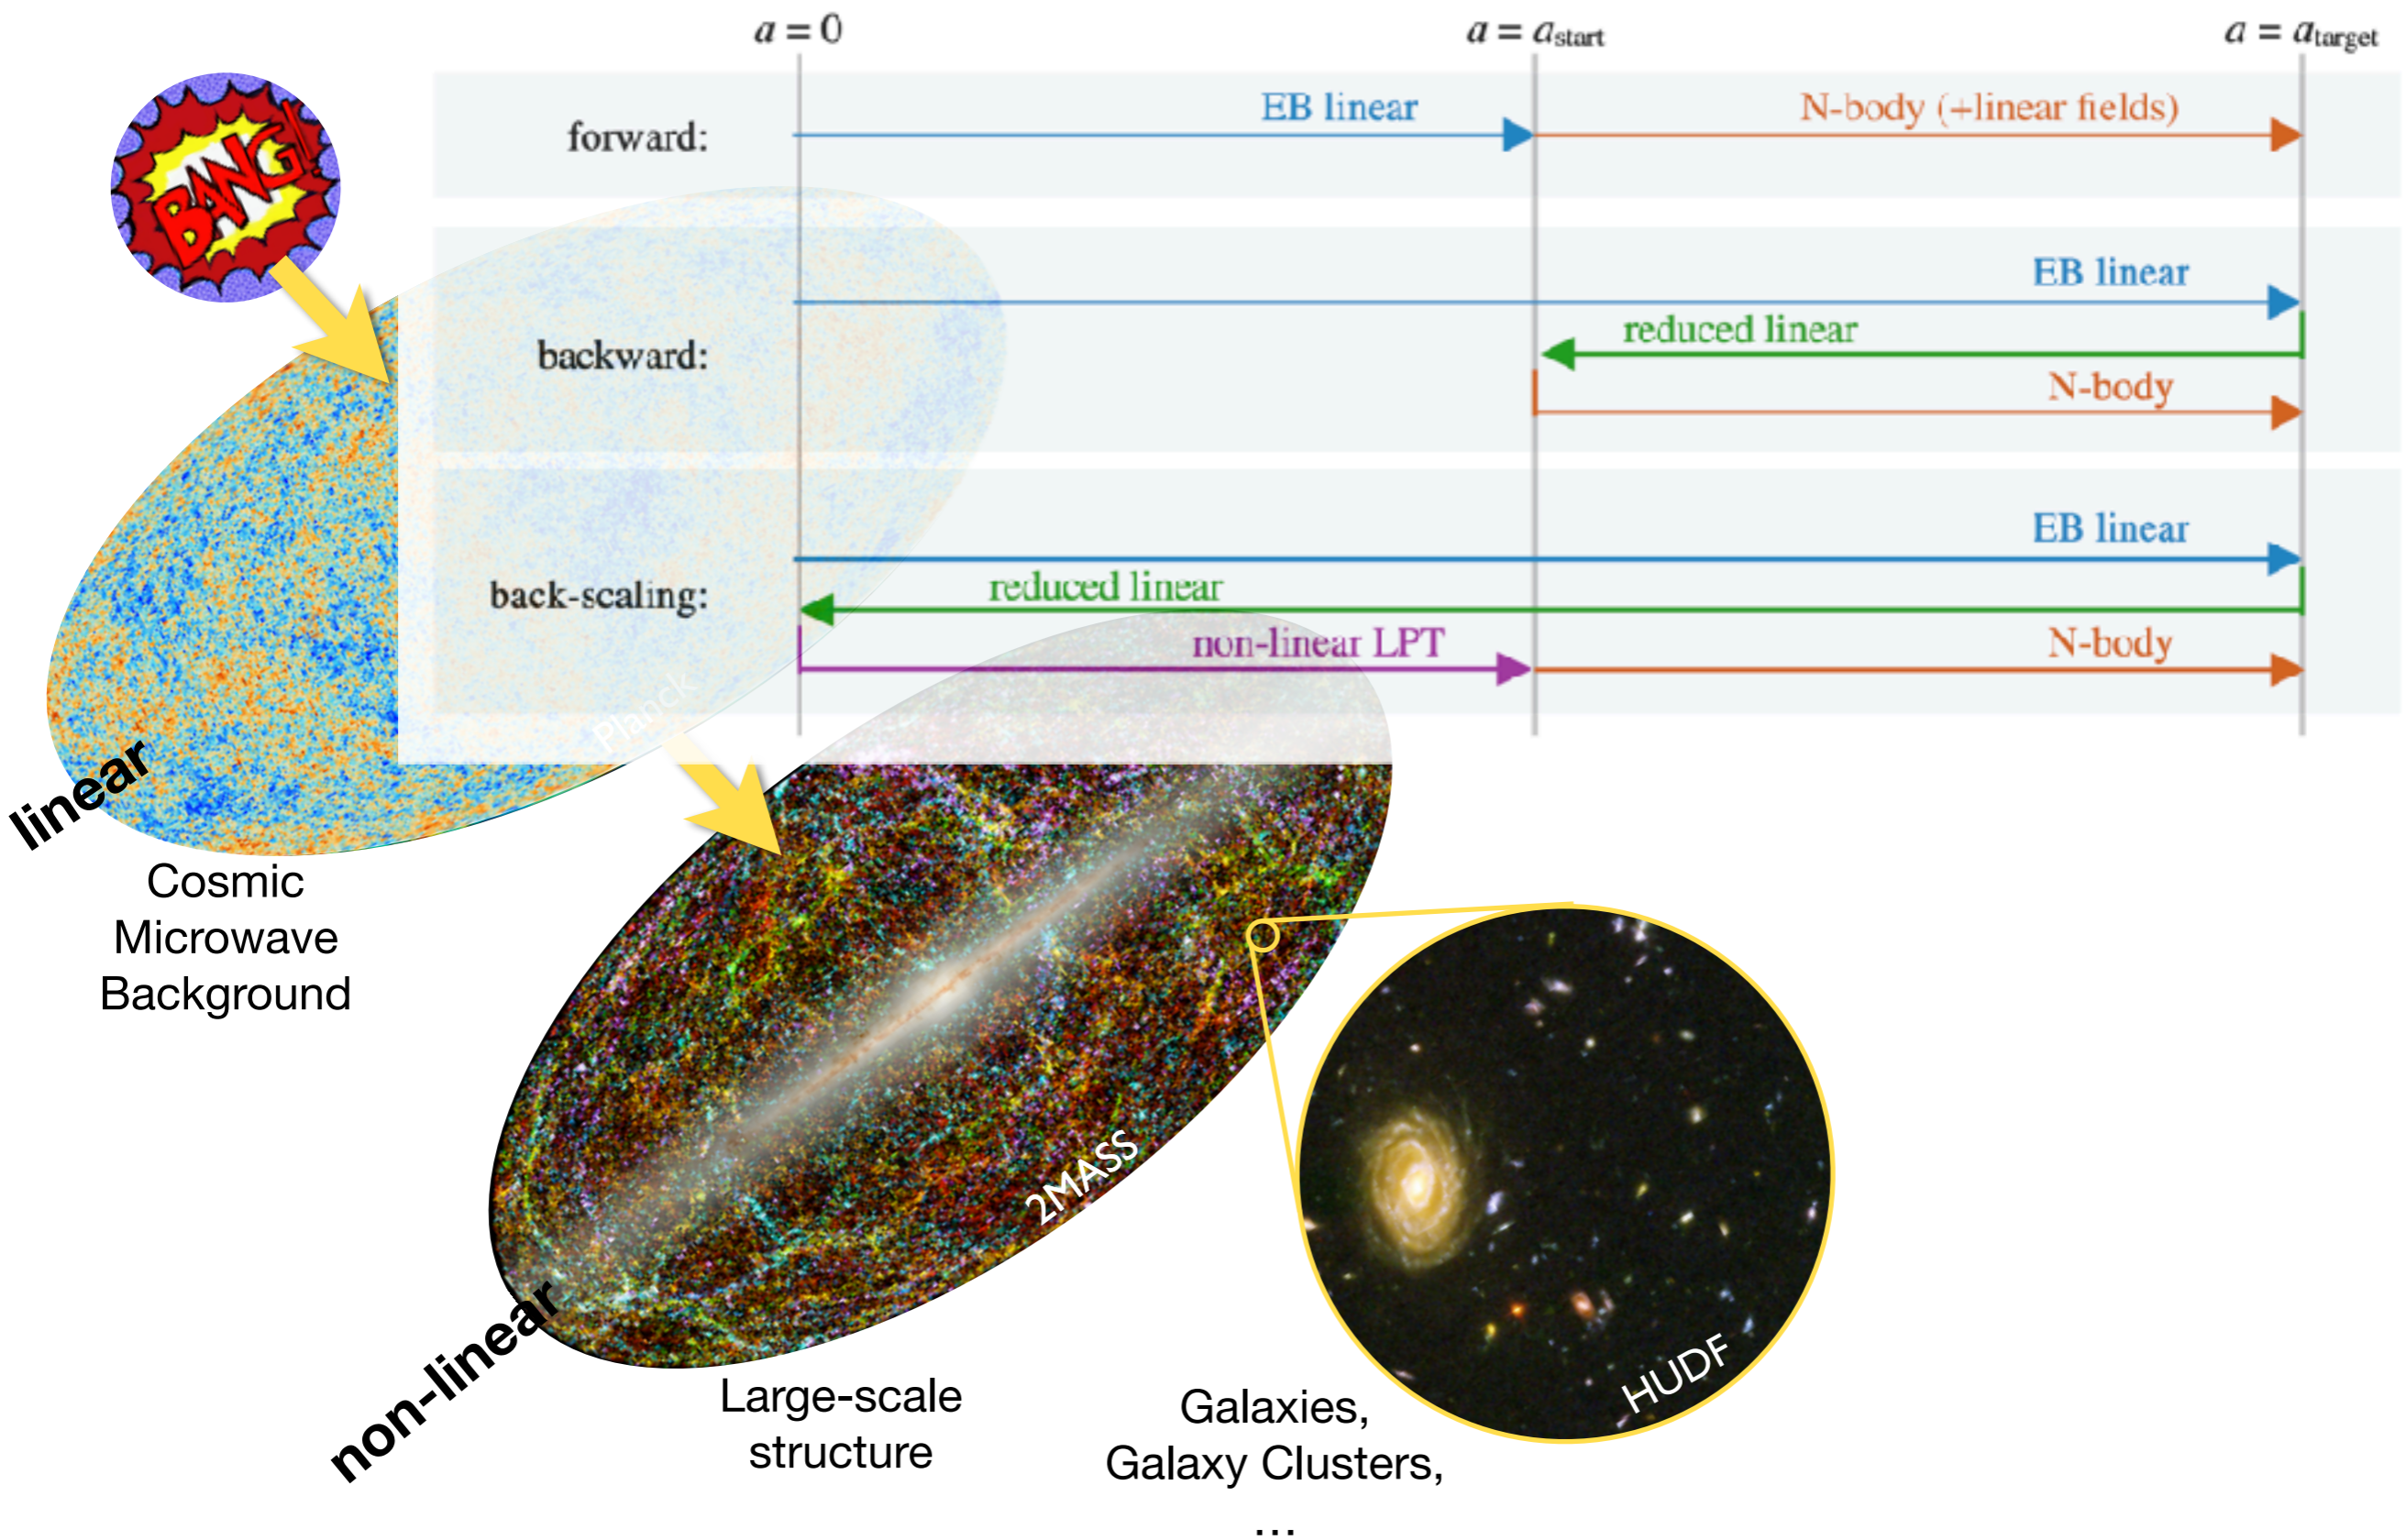 a = 0
a = a_start
a = a_target
BANG!
forward:
EB linear
N-body (+linear fields)
backward:
EB linear
reduced linear
N-body
back-scaling:
EB linear
reduced linear
non-linear LPT
N-body
Planck
linear
Cosmic
Microwave
Background
2MASS
HUDF
non-linear
Large-scale
structure
Galaxies,
Galaxy Clusters,
...